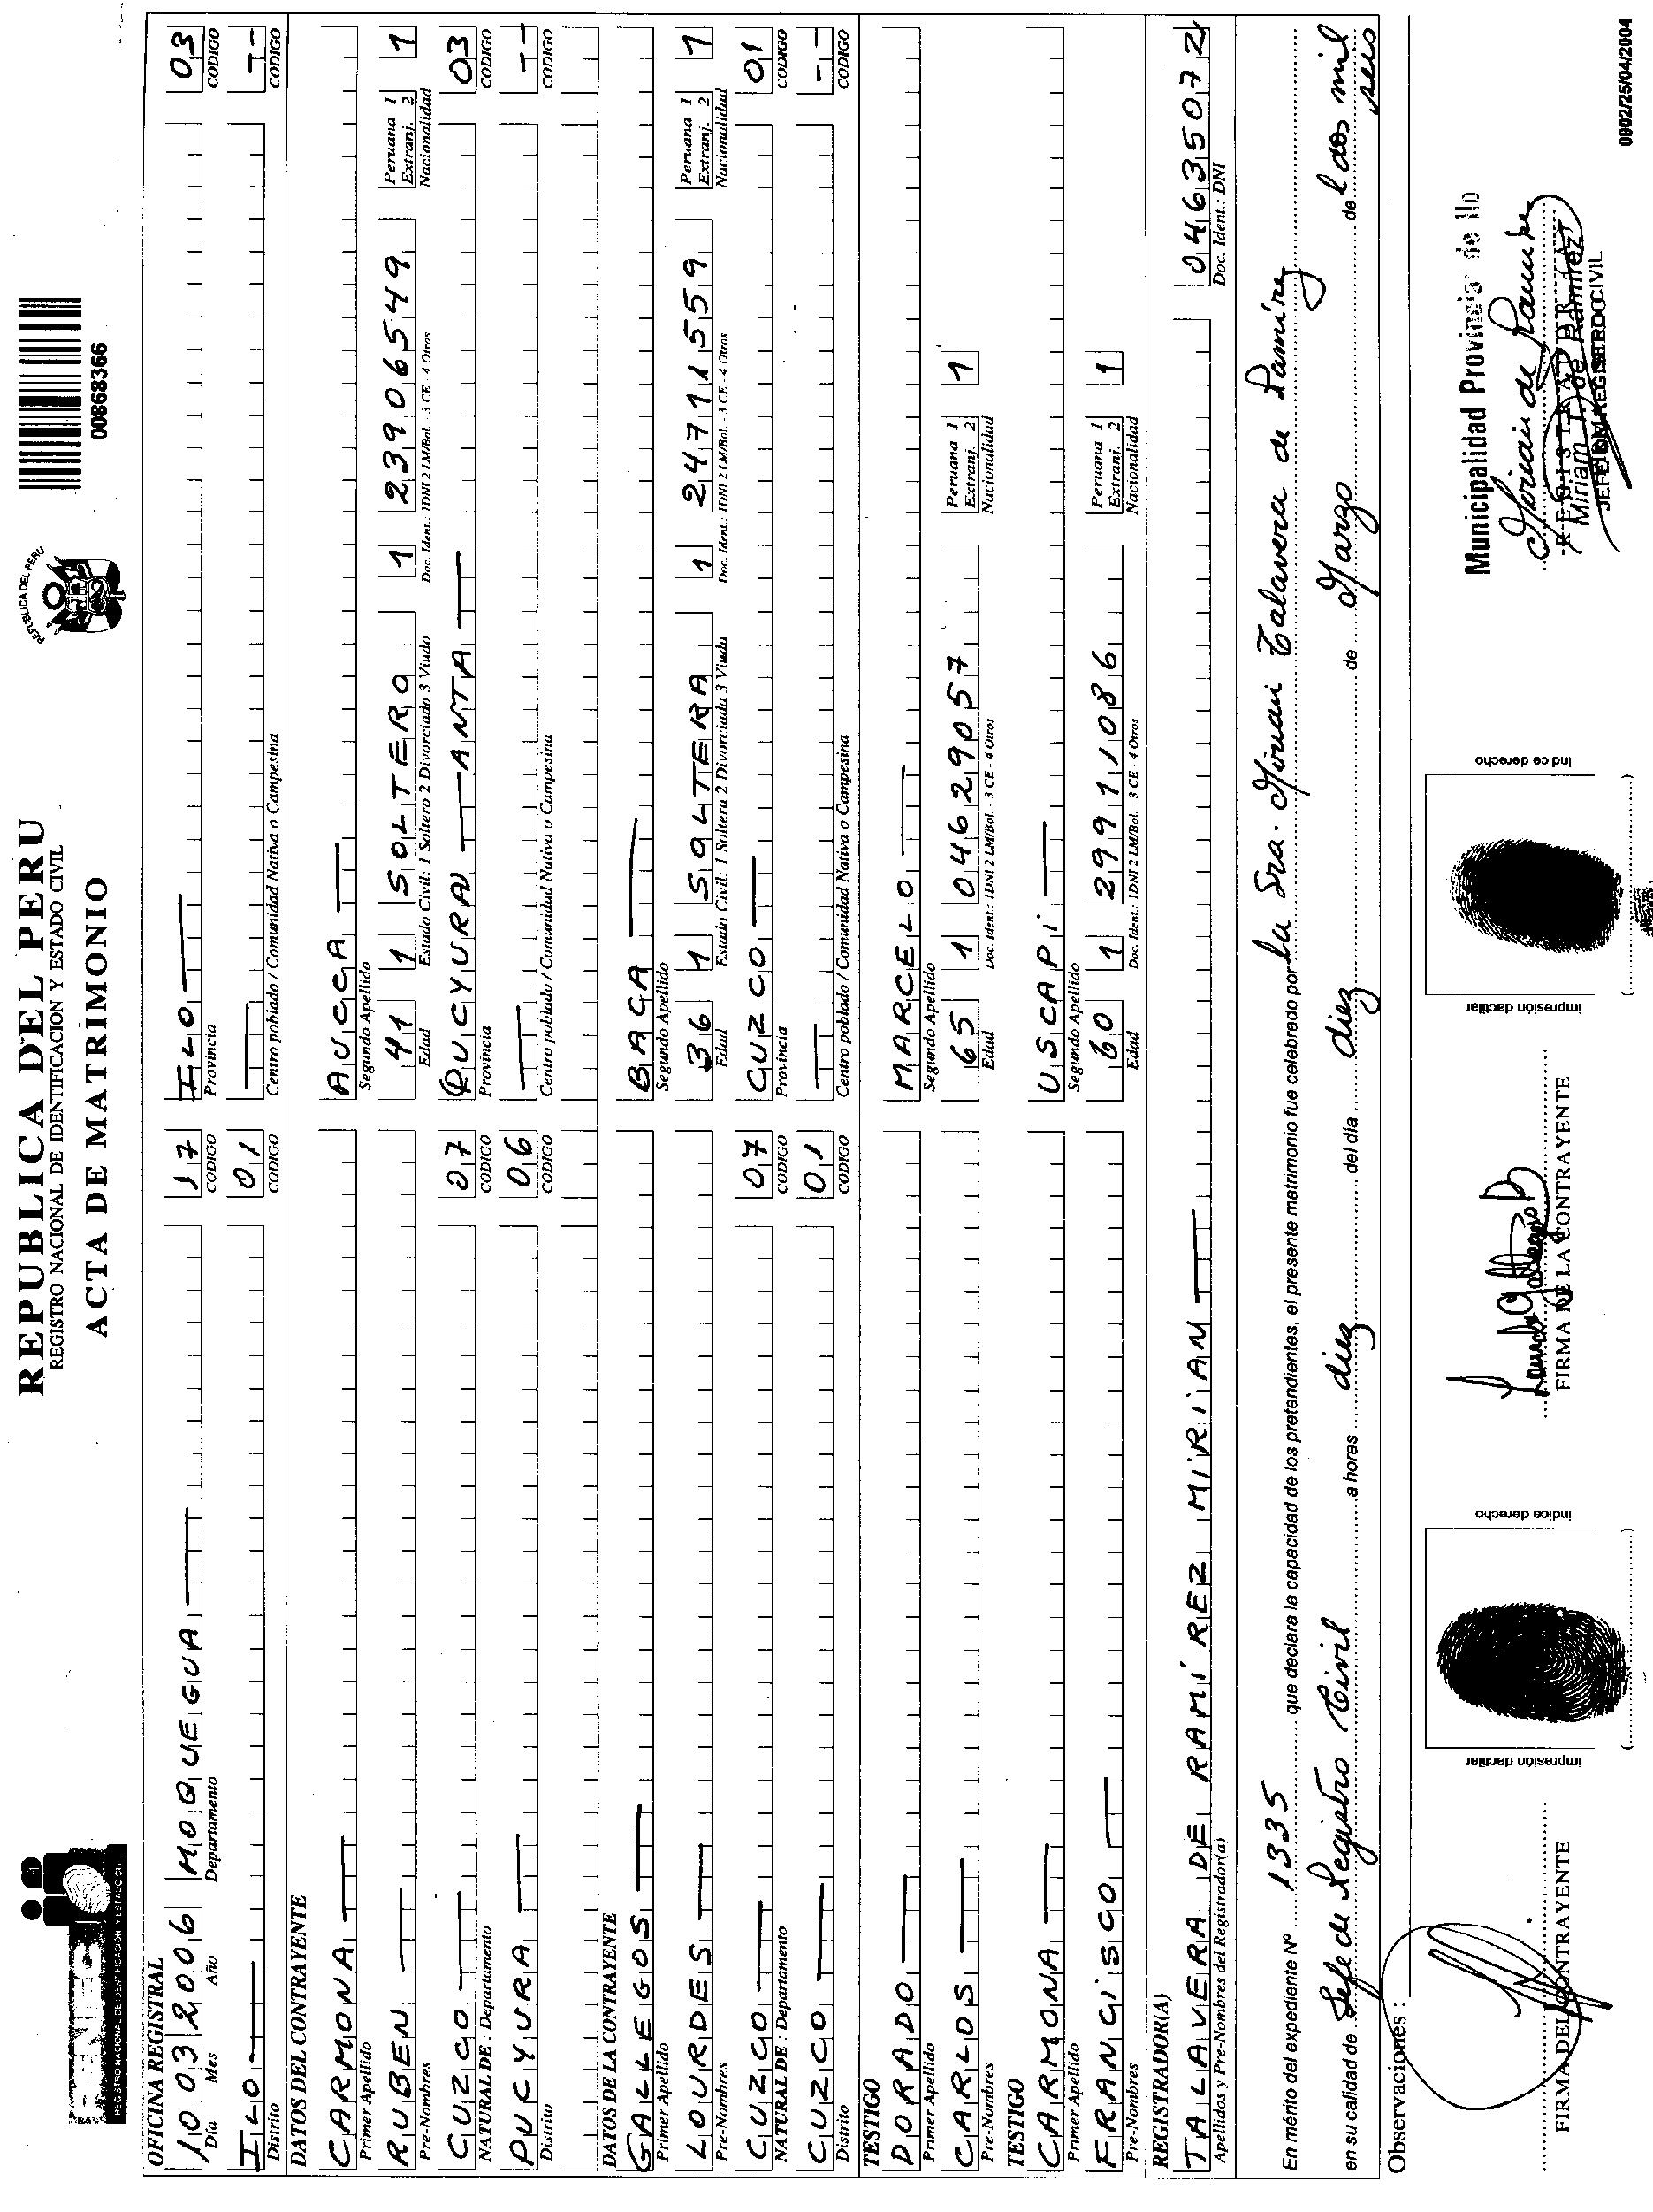 RENIEC
REGISTRO NACIONAL DE IDENTIFICACION Y ESTADO CIVIL
REPUBLICA DEL PERU
REGISTRO NACIONAL DE IDENTIFICACION Y ESTADO CIVIL
ACTA DE MATRIMONIO
REPUBLICA DEL PERU
00868366
OFICINA REGISTRAL
10 03 2006 MOQUEGUA 17 ILO 03
Día Mes Año Departamento CODIGO Provincia CODIGO
ILO 01 --
Distrito CODIGO Centro poblado / Comunidad Nativa o Campesina CODIGO
DATOS DEL CONTRAYENTE
CARMONA AUCCA
Primer Apellido Segundo Apellido
RUBEN 41 1 SOLTERO 1 23906549 Peruana 1 Extranj. 2 1
Pre-Nombres Edad Estado Civil: 1 Soltero 2 Divorciado 3 Viudo Doc. Ident.: 1DNI 2 LM/Bol. -3 CE - 4 Otros Nacionalidad
CUZCO 07 PUCYURA - ANTA 03
NATURAL DE : Departamento CODIGO Provincia CODIGO
PUCYURA 06 --
Distrito CODIGO Centro poblado / Comunidad Nativa o Campesina CODIGO
DATOS DE LA CONTRAYENTE
GALLEGOS BACA
Primer Apellido Segundo Apellido
LOURDES 36 1 SOLTERA 1 24711559 Peruana 1 Extranj. 2 1
Pre-Nombres Edad Estado Civil: 1 Soltera 2 Divorciada 3 Viuda Doc. Ident.: 1DNI 2 LM/Bol. -3 CE - 4 Otros Nacionalidad
CUZCO 07 CUZCO 01
NATURAL DE : Departamento CODIGO Provincia CODIGO
CUZCO 01 --
Distrito CODIGO Centro poblado / Comunidad Nativa o Campesina CODIGO
TESTIGO
DORADO MARCELO
Primer Apellido Segundo Apellido
CARLOS 65 1 04629057 Peruana 1 Extranj. 2 1
Pre-Nombres Edad Doc. Ident.: 1DNI 2 LM/Bol. - 3 CE - 4 Otros Nacionalidad
TESTIGO
CARMONA USCAPI
Primer Apellido Segundo Apellido
FRANCISCO 60 1 29911086 Peruana 1 Extranj. 2 1
Pre-Nombres Edad Doc. Ident.: 1DNI 2 LM/Bol. - 3 CE - 4 Otros Nacionalidad
REGISTRADOR(A)
TALAVERA DE RAMÍREZ MIRIAM 04635072
Apellidos y Pre-Nombres del Registrador(a) Doc. Ident.: DNI
En mérito del expediente Nº 1335 que declara la capacidad de los pretendientes, el presente matrimonio fue celebrado por la Sra. Miriam Talavera de Ramírez
en su calidad de Jefe de Registro Civil a horas diez del día diez de Marzo de l dos mil seis
Observaciones :
FIRMA DEL CONTRAYENTE
impresión dactilar
indice derecho
Lourdes Gallegos B
FIRMA DE LA CONTRAYENTE
impresión dactilar
indice derecho
Municipalidad Provincial de Ilo
Miriam de Ramirez
REGISTRADOR
Miriam T. de Ramírez
JEFE REGISTRO CIVIL
0002/25/04/2004